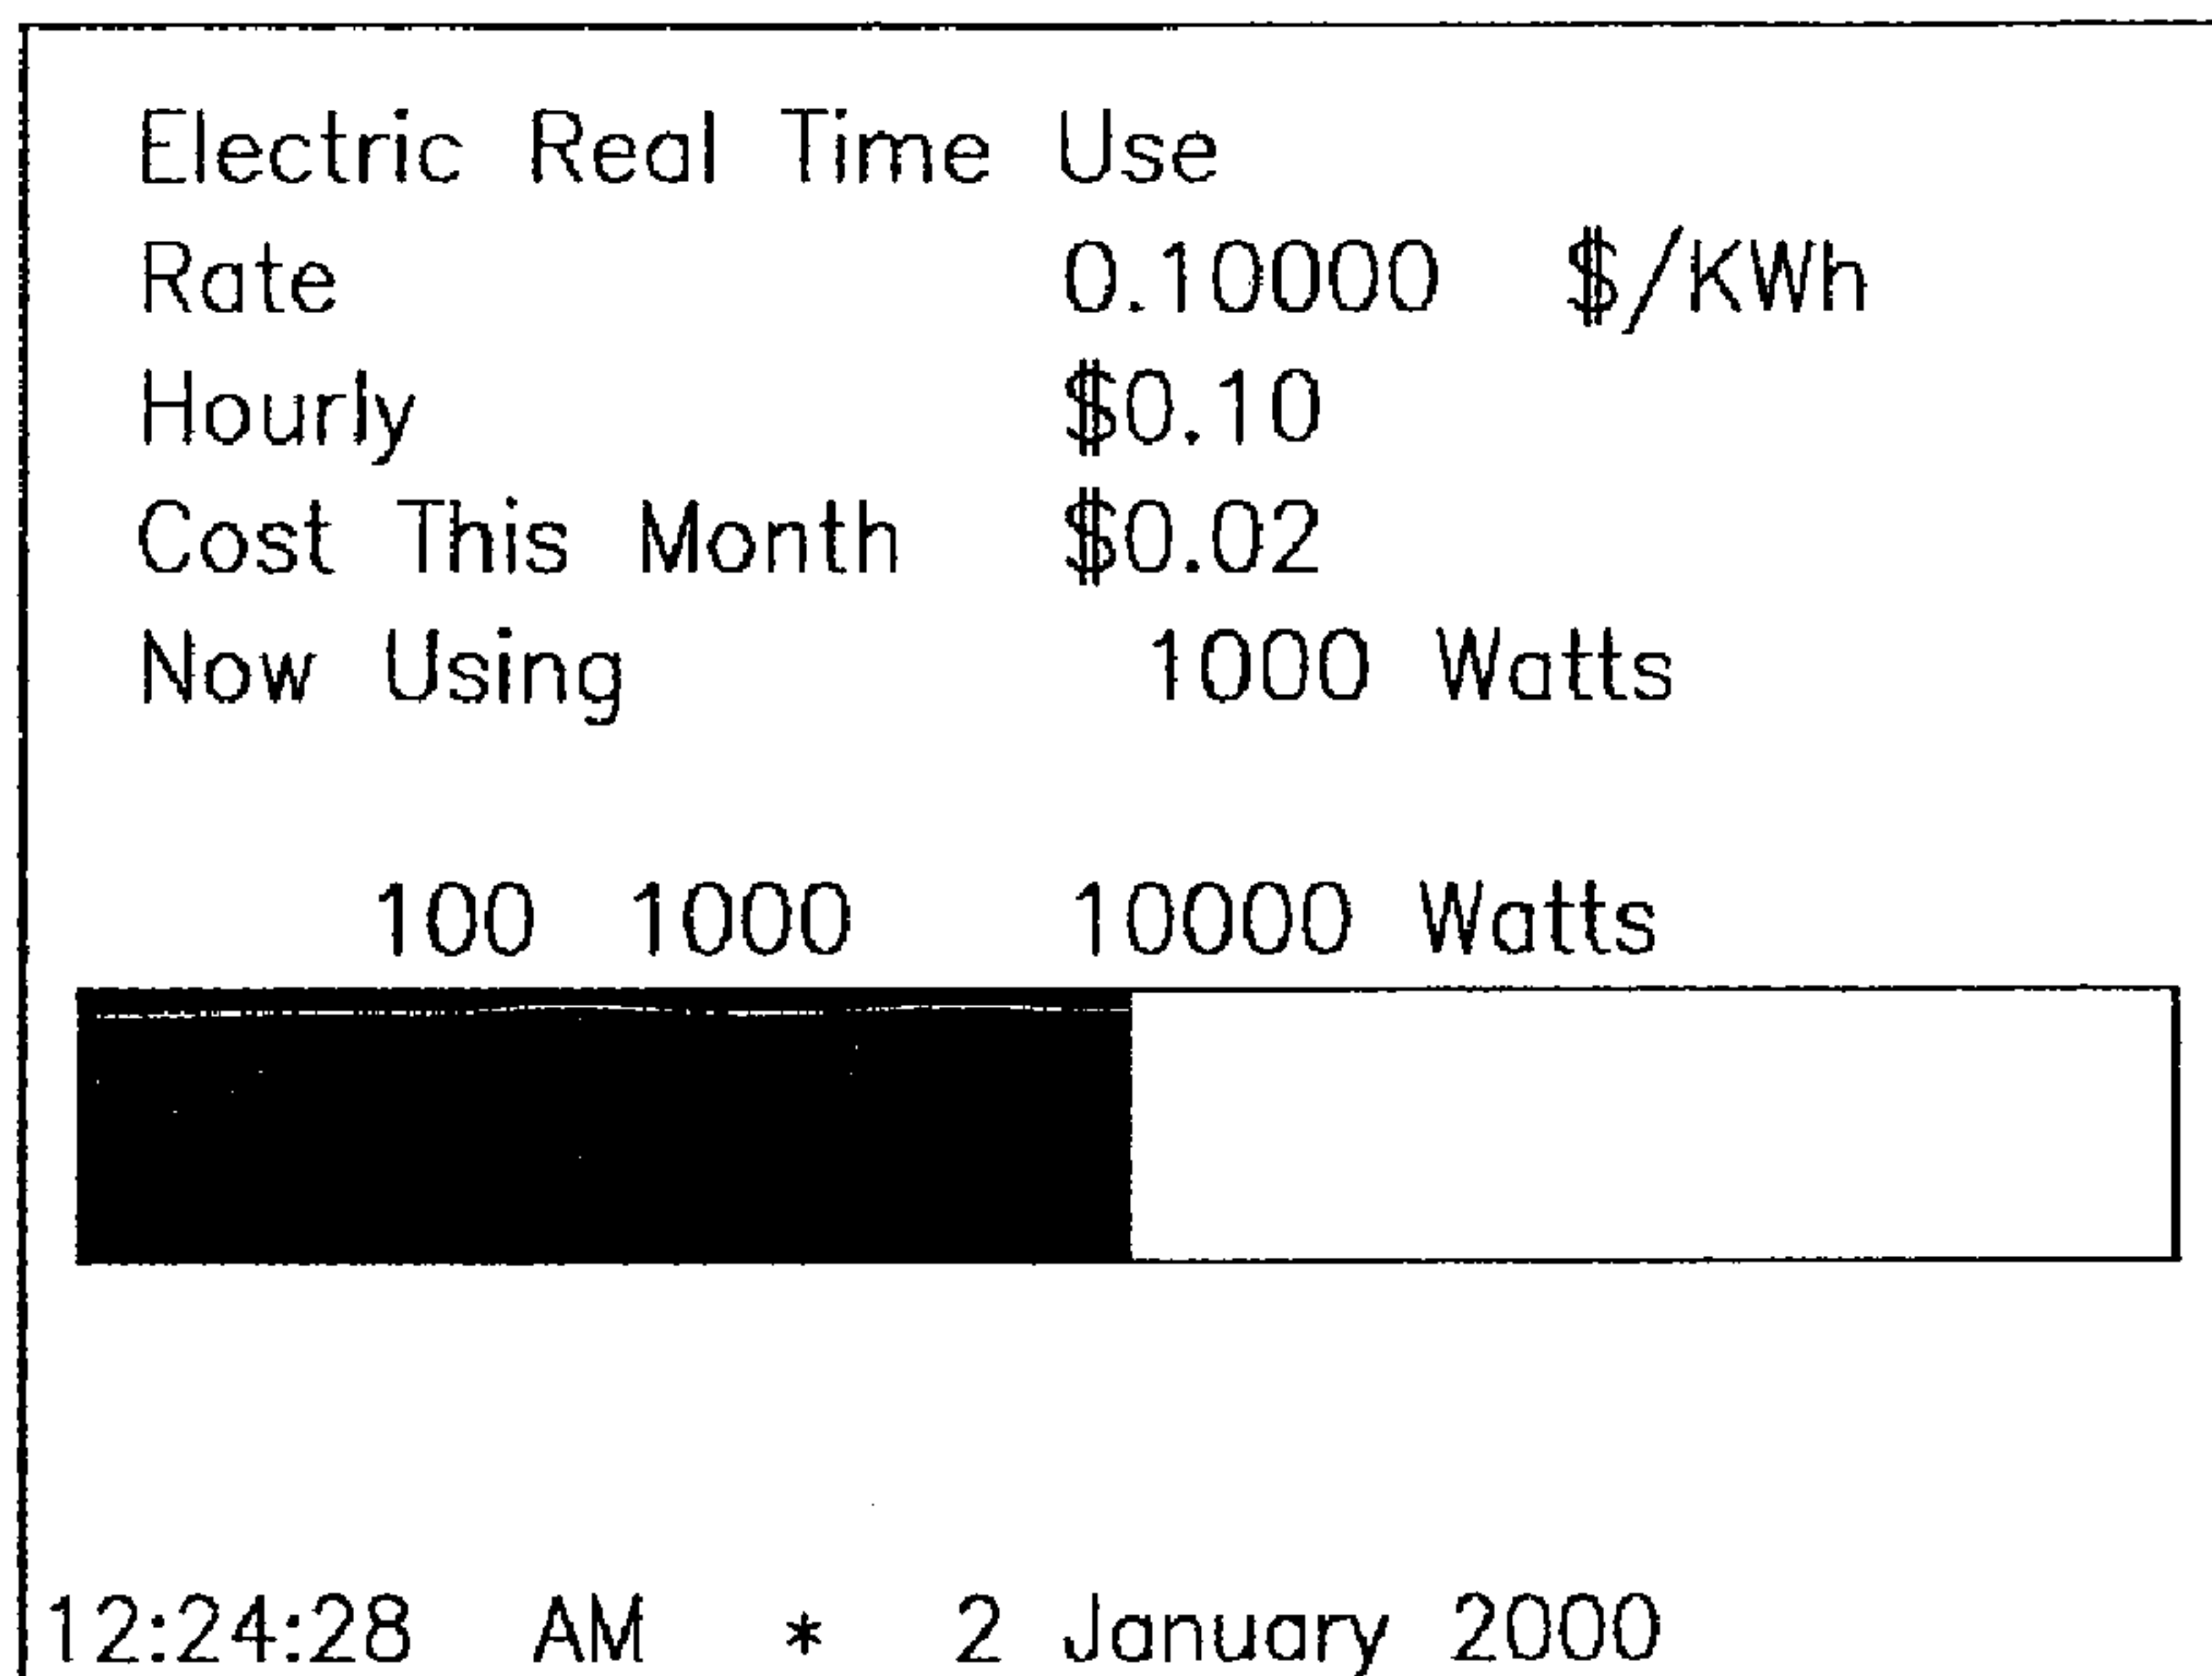 Electric Real Time Use
Rate 0.10000 $/KWh
Hourly $0.10
Cost This Month $0.02
Now Using 1000 Watts
100 1000 10000 Watts
12:24:28 AM * 2 January 2000